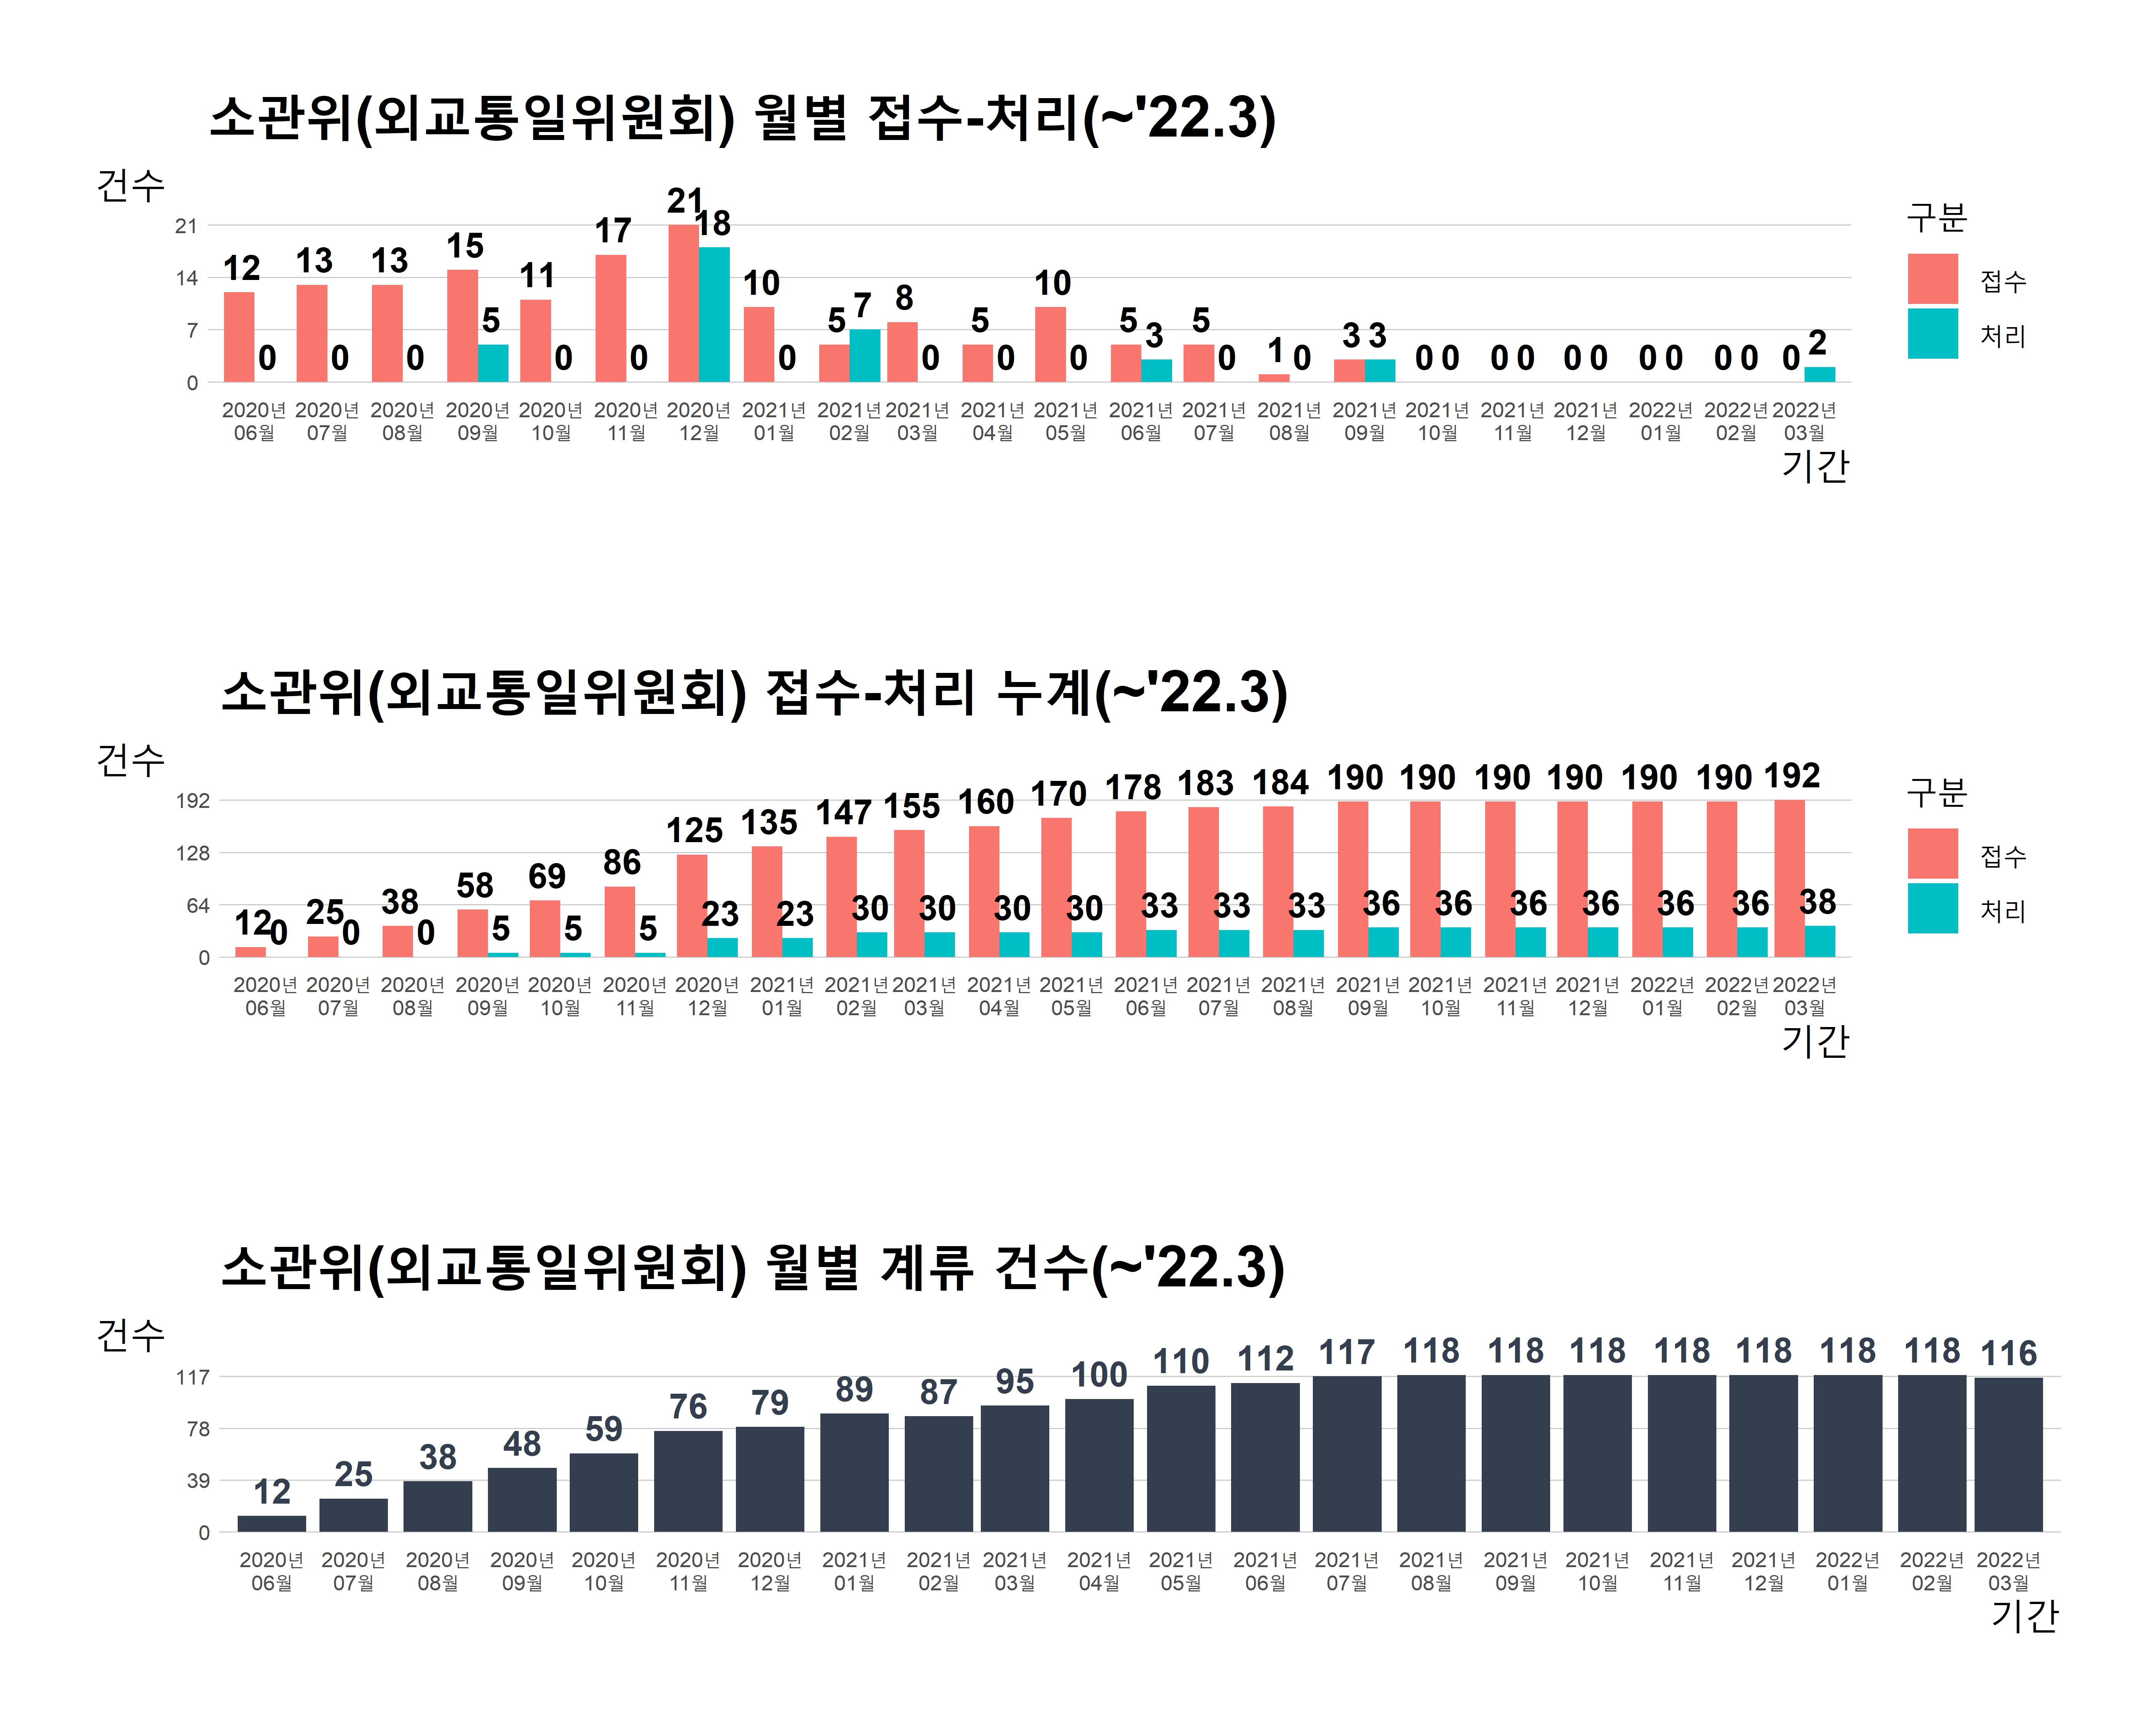 소관위(외교통일위원회) 월별 접수-처리(~'22.3)
건수
21
14
7
0
12 0 13 0 13 0 15 5 11 0 17 0 21 18 10 0 5 7 8 0 5 0 10 0 5 3 5 0 1 0 3 3 0 0 0 0 0 0 0 0 0 0 0 2
2020년 2020년 2020년 2020년 2020년 2020년 2020년 2021년 2021년 2021년 2021년 2021년 2021년 2021년 2021년 2021년 2021년 2021년 2021년 2022년 2022년 2022년
06월 07월 08월 09월 10월 11월 12월 01월 02월 03월 04월 05월 06월 07월 08월 09월 10월 11월 12월 01월 02월 03월
기간
구분
접수
처리
소관위(외교통일위원회) 접수-처리 누계(~'22.3)
건수
192
128
64
0
12 0 25 0 38 0 58 5 69 5 86 5 125 23 135 23 147 30 155 30 160 30 170 30 178 33 183 33 184 33 190 36 190 36 190 36 190 36 190 36 190 36 192 38
2020년 2020년 2020년 2020년 2020년 2020년 2020년 2021년 2021년 2021년 2021년 2021년 2021년 2021년 2021년 2021년 2021년 2021년 2021년 2022년 2022년 2022년
06월 07월 08월 09월 10월 11월 12월 01월 02월 03월 04월 05월 06월 07월 08월 09월 10월 11월 12월 01월 02월 03월
기간
구분
접수
처리
소관위(외교통일위원회) 월별 계류 건수(~'22.3)
건수
117
78
39
0
12 25 38 48 59 76 79 89 87 95 100 110 112 117 118 118 118 118 118 118 118 116
2020년 2020년 2020년 2020년 2020년 2020년 2020년 2021년 2021년 2021년 2021년 2021년 2021년 2021년 2021년 2021년 2021년 2021년 2021년 2022년 2022년 2022년
06월 07월 08월 09월 10월 11월 12월 01월 02월 03월 04월 05월 06월 07월 08월 09월 10월 11월 12월 01월 02월 03월
기간